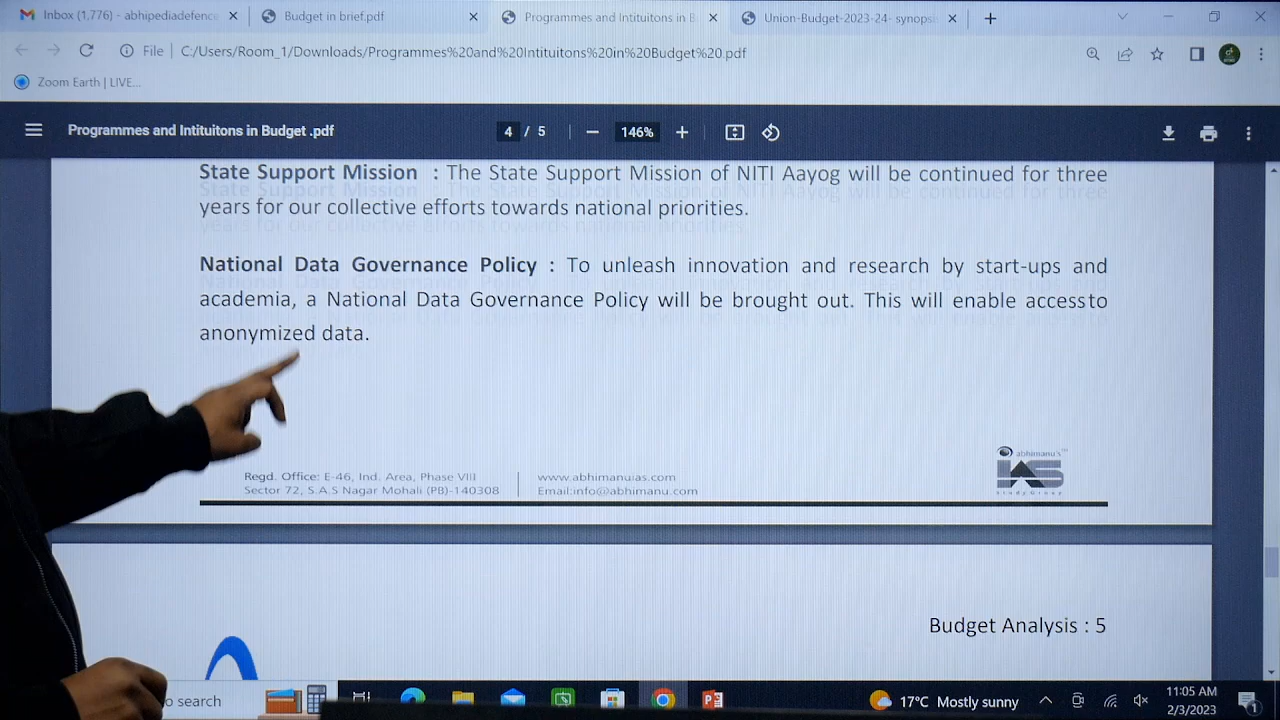 Inbox (1,776) - abhipediadefence
Budget in brief.pdf
Programmes and Intituitons in B
Union-Budget-2023-24- synopsi
File
C:/Users/Room_1/Downloads/Programmes%20and%20Intituitons%20in%20Budget%20.pdf
Zoom Earth | LIVE...
Programmes and Intituitons in Budget .pdf
4 / 5
146%
State Support Mission : The State Support Mission of NITI Aayog will be continued for three
years for our collective efforts towards national priorities.
National Data Governance Policy : To unleash innovation and research by start-ups and
academia, a National Data Governance Policy will be brought out. This will enable accessto
anonymized data.
Regd. Office: E-46, Ind. Area, Phase VIII
Sector 72, S.A.S Nagar Mohali (PB)-140308
www.abhimanuias.com
Email:info@abhimanu.com
abhimanu's
IAS
Study Group
Budget Analysis : 5
o search
17°C Mostly sunny
11:05 AM
2/3/2023
1